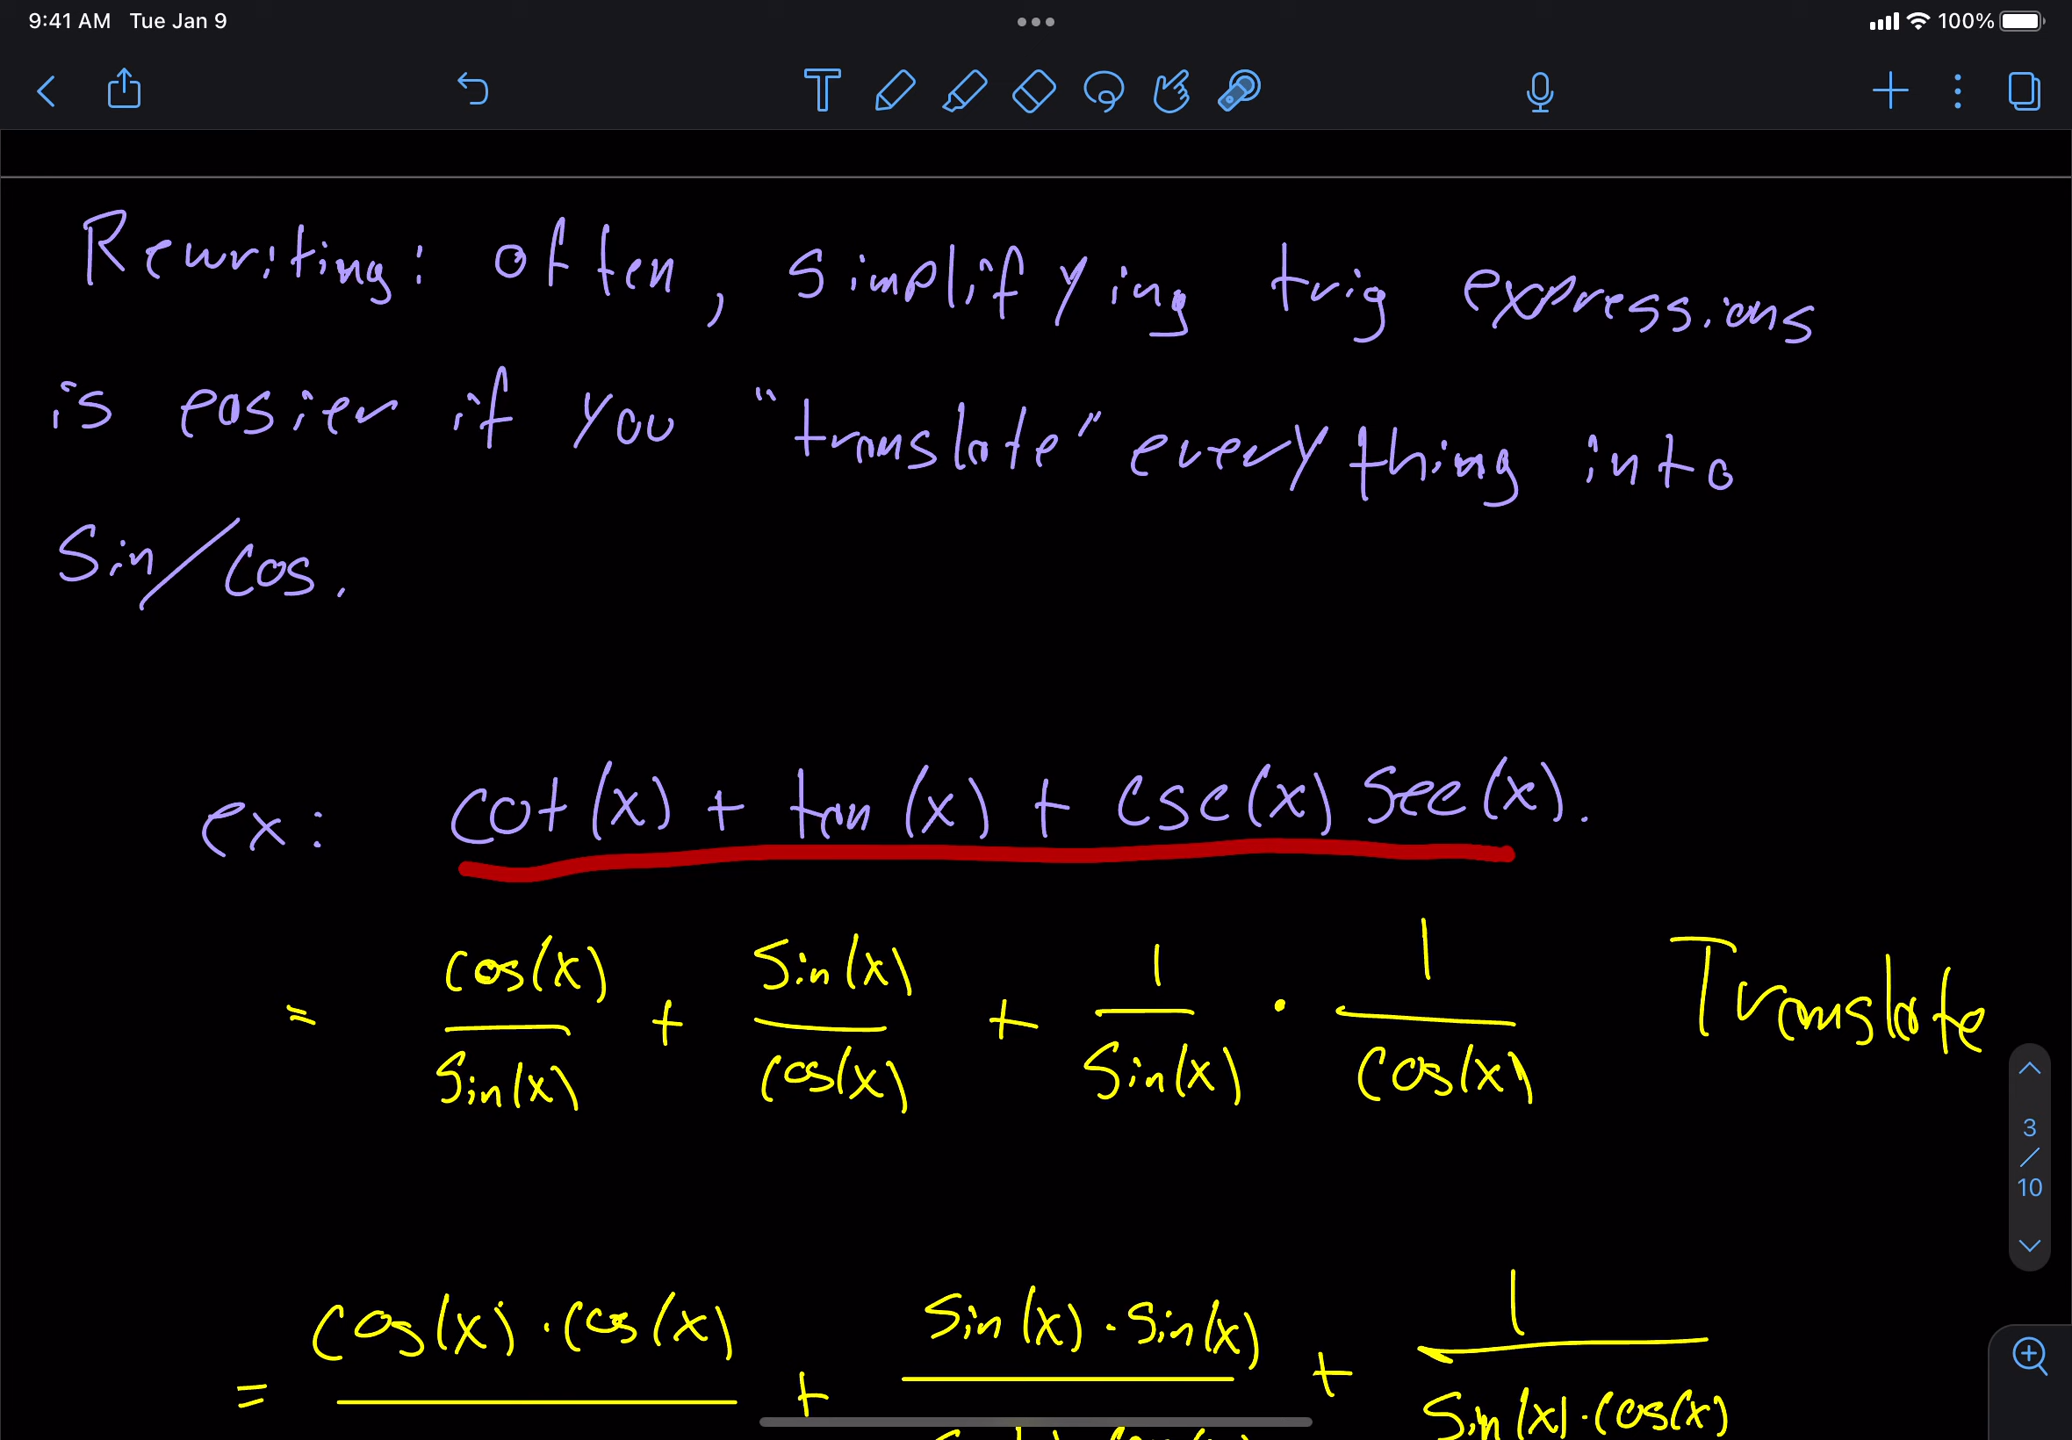 9:41 AM Tue Jan 9 100%
Rewriting: often, simplifying trig expressions
is easier if you "translate" everything into
Sin/cos.
ex: cot(x) + tan(x) + csc(x) sec(x).
= cos(x)/sin(x) + sin(x)/cos(x) + 1/sin(x) · 1/cos(x) Translate
3
/
10
= cos(x)·cos(x) + sin(x)·sin(x) + 1/sin(x)·cos(x)